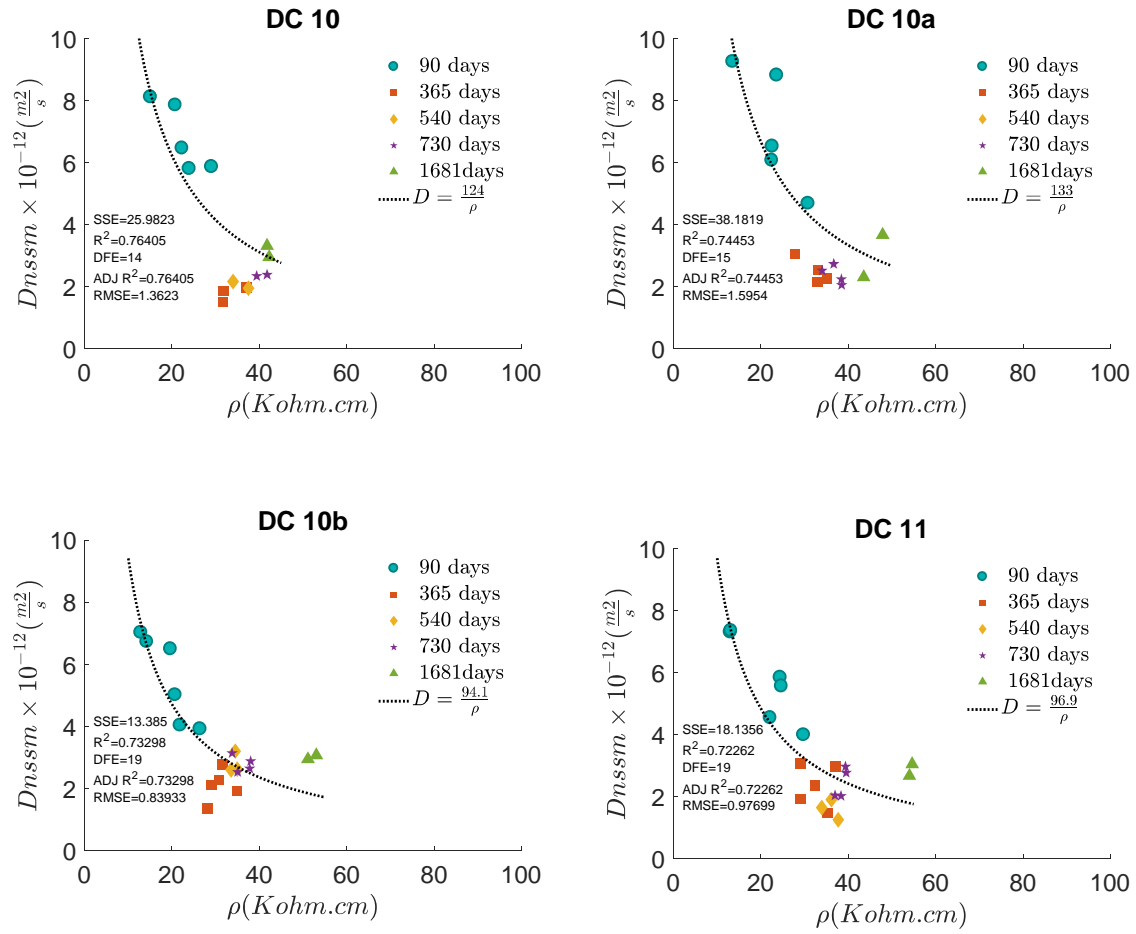 DC 10
10
8
6
4
2
0
0 20 40 60 80 100
Dnssm × 10⁻¹²(m2/s)
ρ(Kohm.cm)
90 days
365 days
540 days
730 days
1681days
D = 124/ρ
SSE=25.9823
R²=0.76405
DFE=14
ADJ R²=0.76405
RMSE=1.3623
DC 10a
10
8
6
4
2
0
0 20 40 60 80 100
Dnssm × 10⁻¹²(m2/s)
ρ(Kohm.cm)
90 days
365 days
540 days
730 days
1681days
D = 133/ρ
SSE=38.1819
R²=0.74453
DFE=15
ADJ R²=0.74453
RMSE=1.5954
DC 10b
10
8
6
4
2
0
0 20 40 60 80 100
Dnssm × 10⁻¹²(m2/s)
ρ(Kohm.cm)
90 days
365 days
540 days
730 days
1681days
D = 94.1/ρ
SSE=13.385
R²=0.73298
DFE=19
ADJ R²=0.73298
RMSE=0.83933
DC 11
10
8
6
4
2
0
0 20 40 60 80 100
Dnssm × 10⁻¹²(m2/s)
ρ(Kohm.cm)
90 days
365 days
540 days
730 days
1681days
D = 96.9/ρ
SSE=18.1356
R²=0.72262
DFE=19
ADJ R²=0.72262
RMSE=0.97699